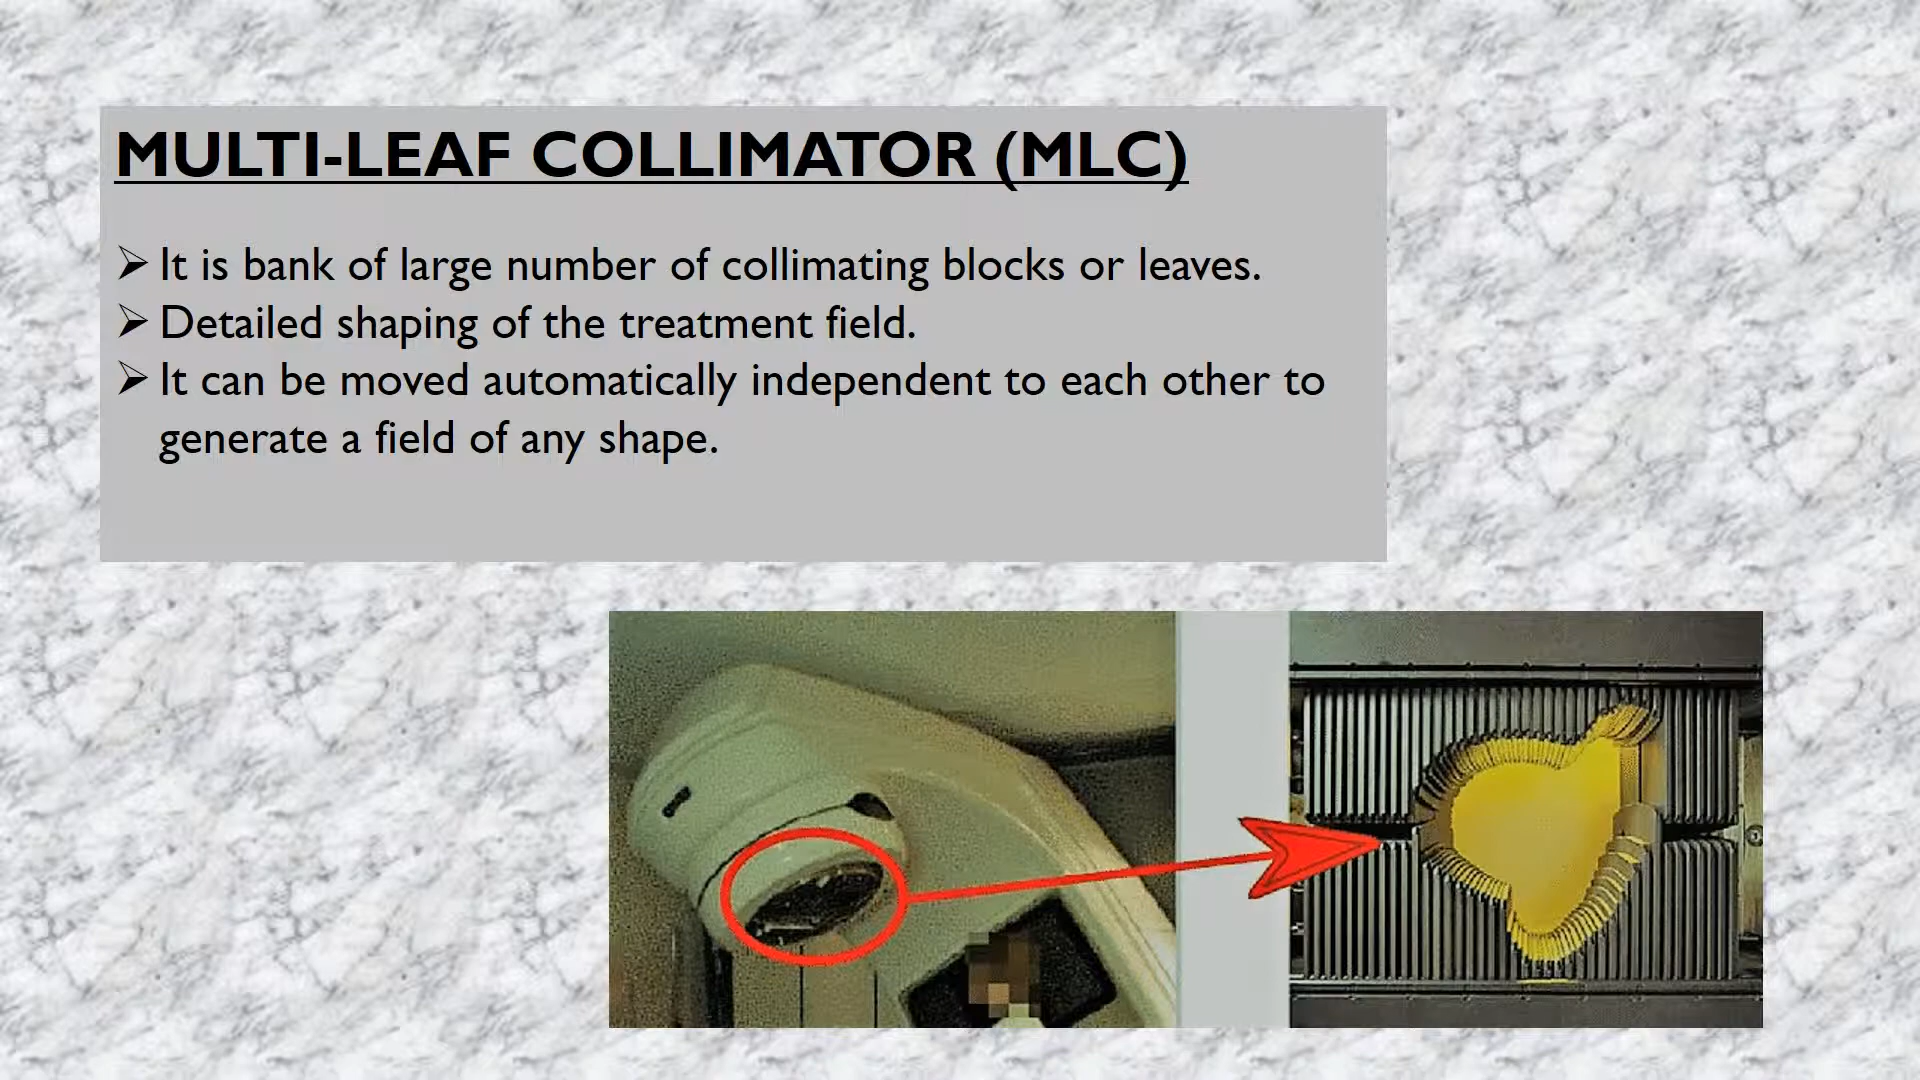 MULTI-LEAF COLLIMATOR (MLC)
➢ It is bank of large number of collimating blocks or leaves.
➢ Detailed shaping of the treatment field.
➢ It can be moved automatically independent to each other to
generate a field of any shape.